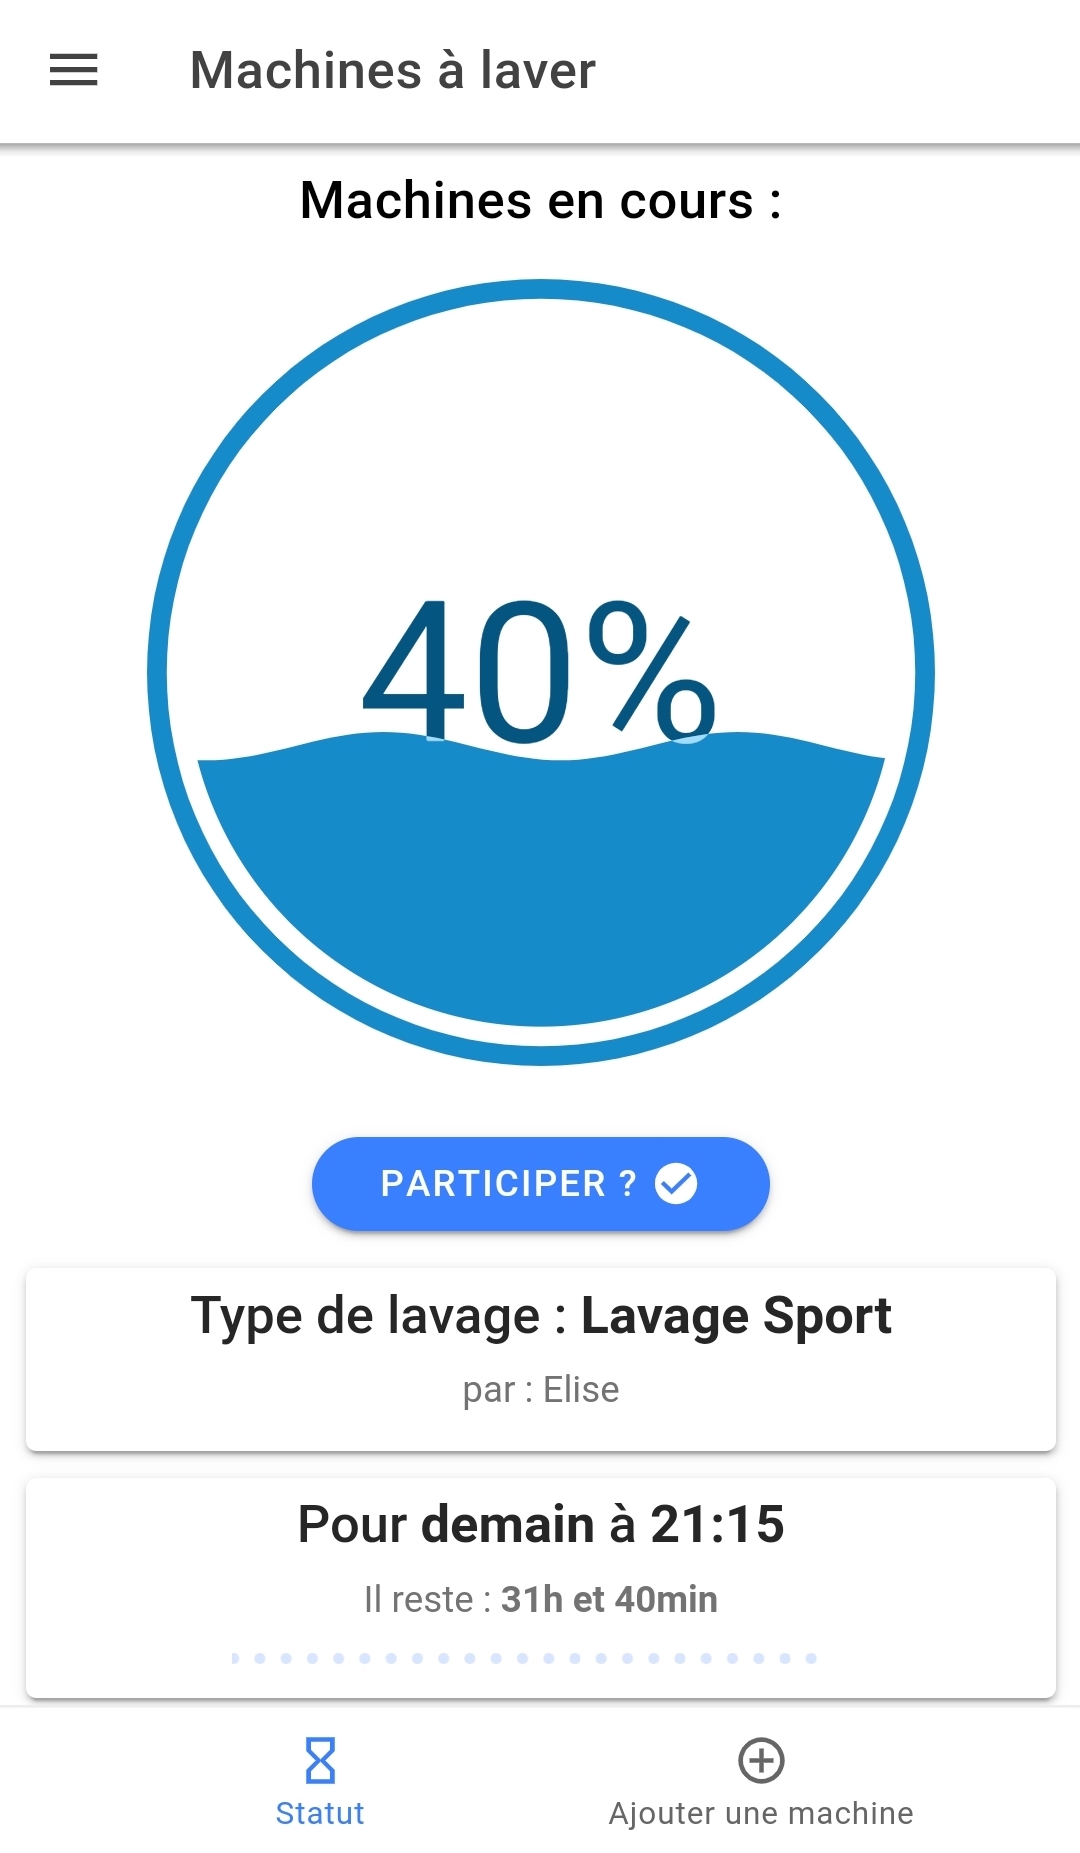 Machines à laver
Machines en cours :
40%
PARTICIPER ?
Type de lavage : Lavage Sport
par : Elise
Pour demain à 21:15
Il reste : 31h et 40min
Statut
Ajouter une machine